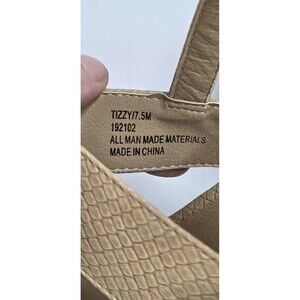 TIZZY/7.5M
192102
ALL MAN MADE MATERIALS
MADE IN CHINA